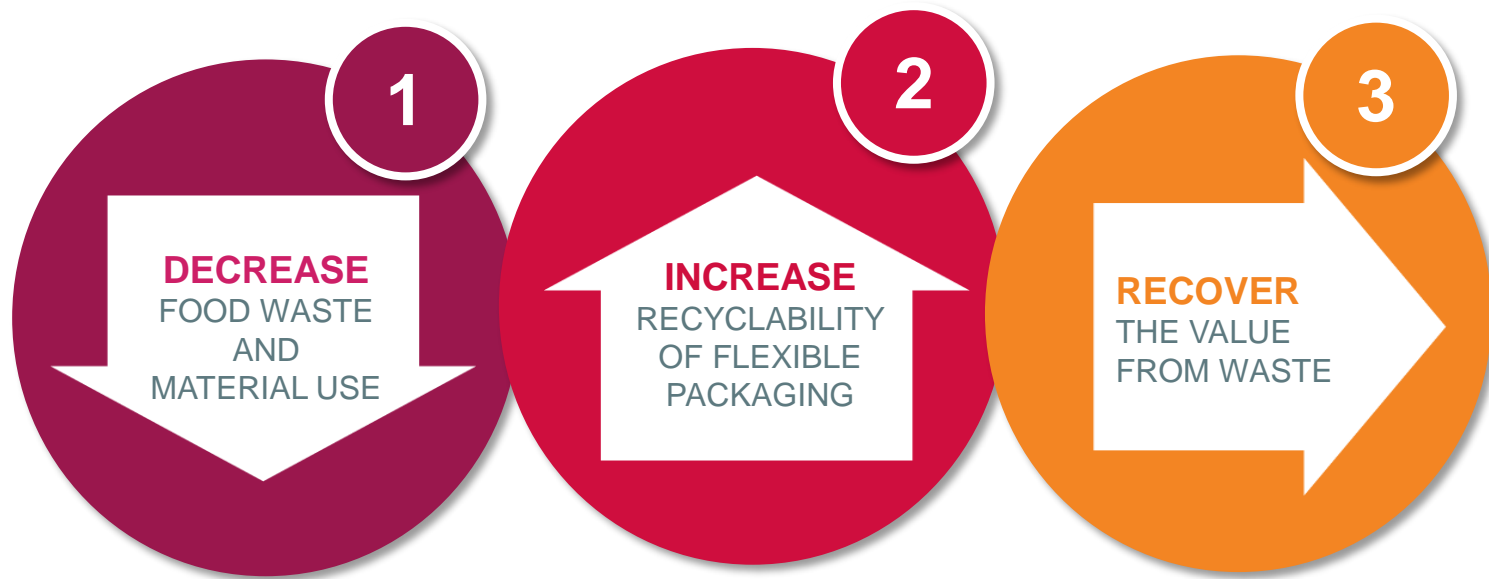 1
DECREASE
FOOD WASTE
AND
MATERIAL USE
2
INCREASE
RECYCLABILITY
OF FLEXIBLE
PACKAGING
3
RECOVER
THE VALUE
FROM WASTE